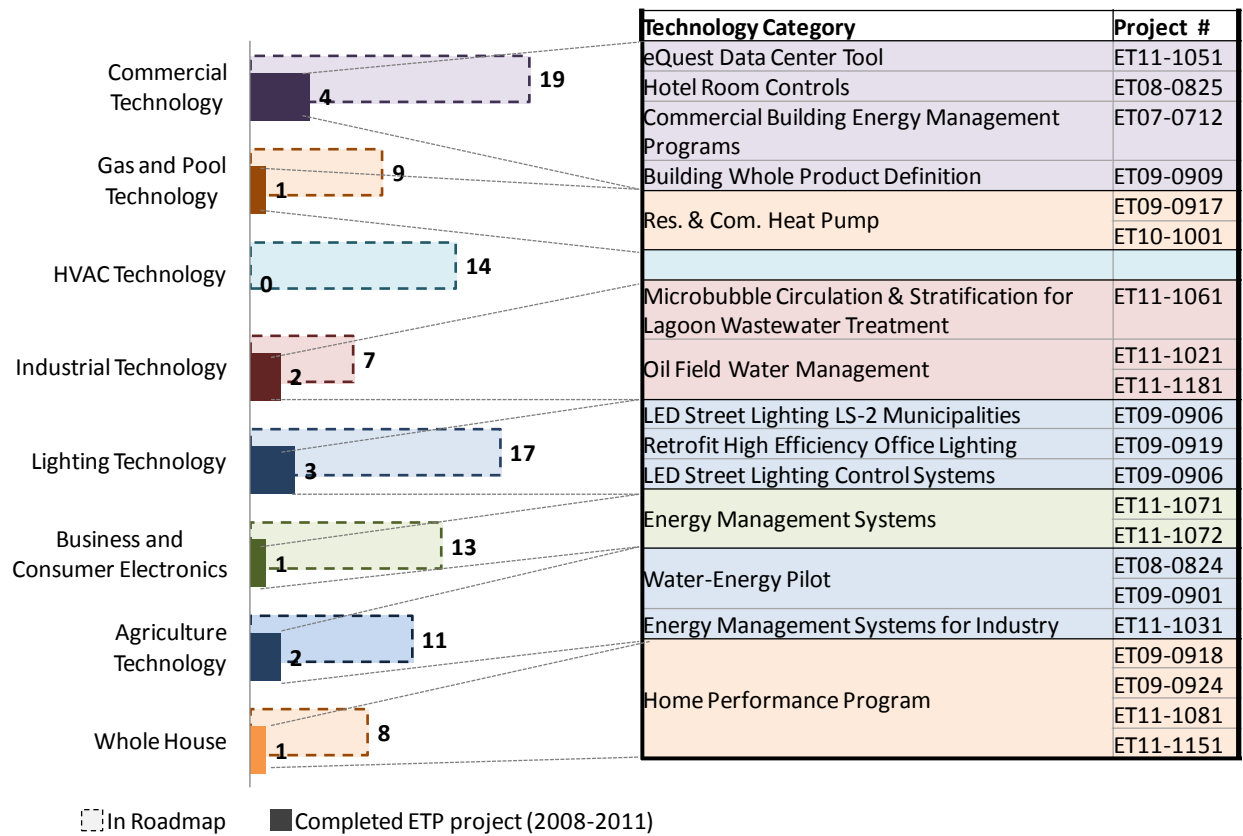 Technology Category Project #
eQuest Data Center Tool ET11-1051
Hotel Room Controls ET08-0825
Commercial Building Energy Management ET07-0712
Programs
Building Whole Product Definition ET09-0909
Res. & Com. Heat Pump
ET09-0917
ET10-1001
Microbubble Circulation & Stratification for ET11-1061
Lagoon Wastewater Treatment
Oil Field Water Management
ET11-1021
ET11-1181
LED Street Lighting LS-2 Municipalities ET09-0906
Retrofit High Efficiency Office Lighting ET09-0919
LED Street Lighting Control Systems ET09-0906
Energy Management Systems
ET11-1071
ET11-1072
Water-Energy Pilot
ET08-0824
ET09-0901
Energy Management Systems for Industry ET11-1031
Home Performance Program
ET09-0918
ET09-0924
ET11-1081
ET11-1151
Commercial
Technology
19
4
Gas and Pool
Technology
9
1
HVAC Technology
14
0
Industrial Technology
7
2
Lighting Technology
17
3
Business and
Consumer Electronics
13
1
Agriculture
Technology
11
2
Whole House
8
1
In Roadmap
Completed ETP project (2008-2011)